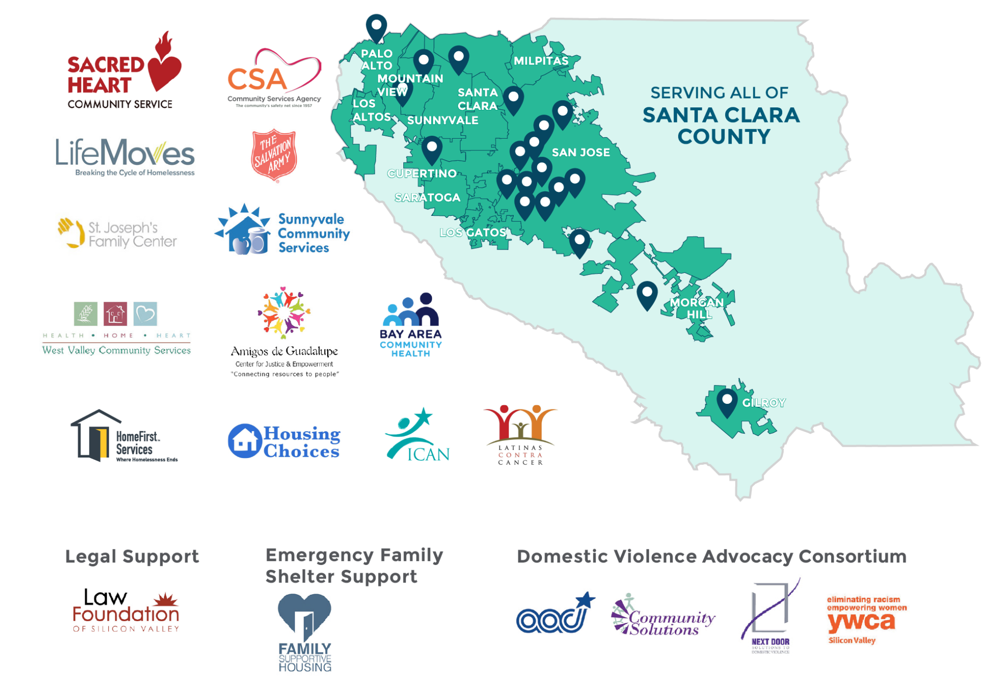 SACRED
HEART
COMMUNITY SERVICE
CSA
Community Services Agency
The community's safety net since 1957
LifeMoves
Breaking the Cycle of Homelessness
THE
SALVATION
ARMY
St. Joseph's
Family Center
Sunnyvale
Community
Services
HEALTH • HOME • HEART
West Valley Community Services
Amigos de Guadalupe
Center for Justice & Empowerment
"Connecting resources to people"
BAY AREA
COMMUNITY
HEALTH
HomeFirst™
Services
Where Homelessness Ends
Housing
Choices
ICAN
LATINAS
CONTRA
CANCER
PALO
ALTO
MOUNTAIN
VIEW
LOS
ALTOS
SUNNYVALE
SANTA
CLARA
MILPITAS
SAN JOSE
CUPERTINO
SARATOGA
LOS GATOS
MORGAN
HILL
GILROY
SERVING ALL OF
SANTA CLARA
COUNTY
Legal Support
Law
Foundation
OF SILICON VALLEY
Emergency Family
Shelter Support
FAMILY
SUPPORTIVE
HOUSING
Domestic Violence Advocacy Consortium
aaci
Community
Solutions
NEXT DOOR
SOLUTIONS TO
DOMESTIC VIOLENCE
eliminating racism
empowering women
ywca
Silicon Valley